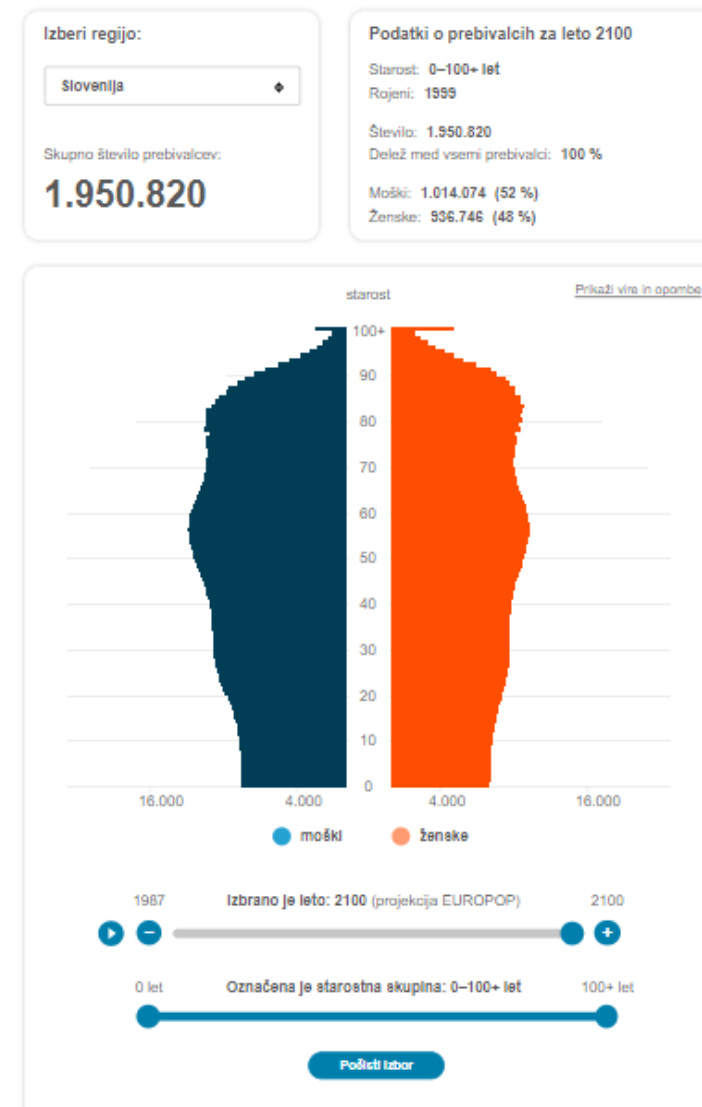 Izberi regijo:
Slovenija
Skupno število prebivalcev:
1.950.820
Podatki o prebivalcih za leto 2100
Starost: 0–100+ let
Rojeni: 1999
Število: 1.950.820
Delež med vsemi prebivalci: 100 %
Moški: 1.014.074 (52 %)
Ženske: 936.746 (48 %)
starost
Prikaži vire in opombe
100+
90
80
70
60
50
40
30
20
10
0
16.000 4.000 4.000 16.000
moški ženske
1987 Izbrano je leto: 2100 (projekcija EUROPOP) 2100
0 let Označena je starostna skupina: 0–100+ let 100+ let
Počisti izbor